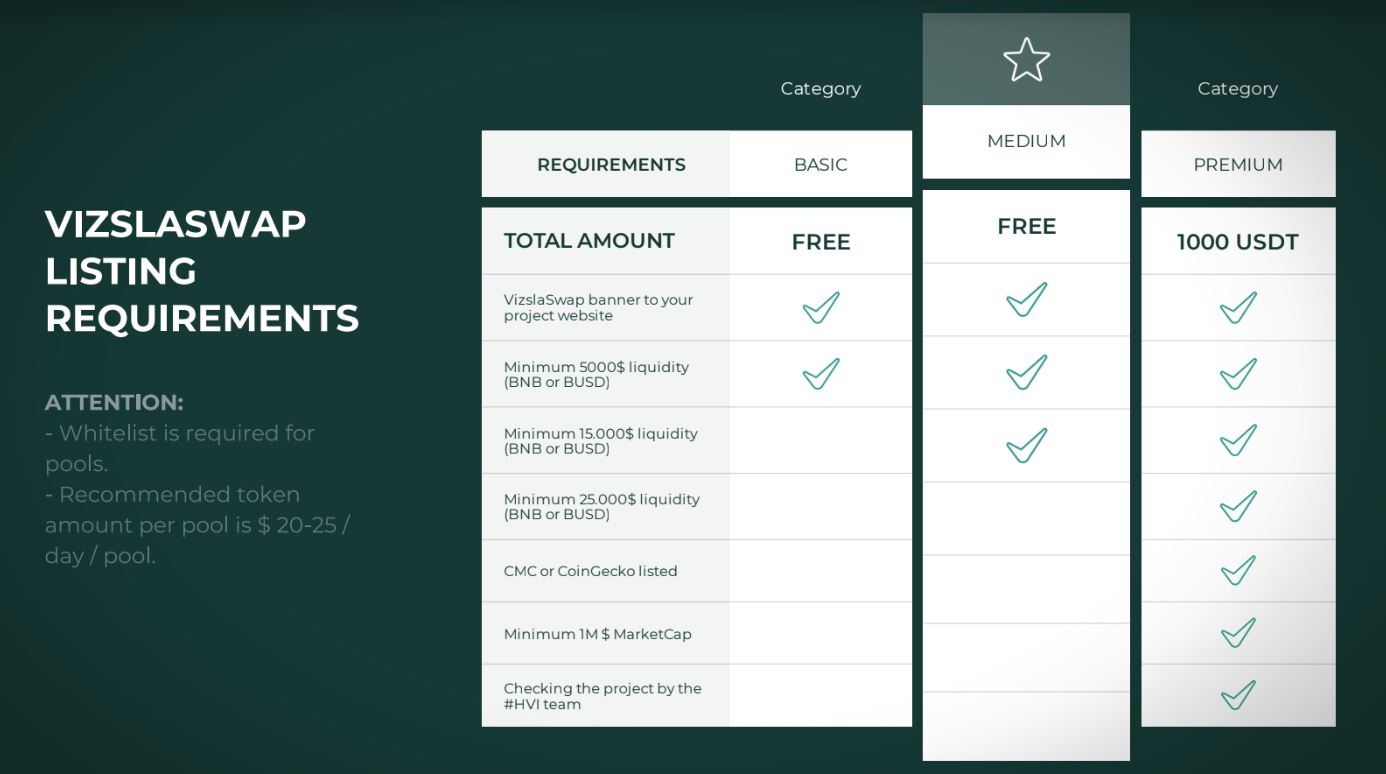 VIZSLASWAP
LISTING
REQUIREMENTS
ATTENTION:
- Whitelist is required for
pools.
- Recommended token
amount per pool is $ 20-25 /
day / pool.
Category
Category
REQUIREMENTS
BASIC
MEDIUM
PREMIUM
TOTAL AMOUNT
FREE
FREE
1000 USDT
VizslaSwap banner to your
project website
Minimum 5000$ liquidity
(BNB or BUSD)
Minimum 15.000$ liquidity
(BNB or BUSD)
Minimum 25.000$ liquidity
(BNB or BUSD)
CMC or CoinGecko listed
Minimum 1M $ MarketCap
Checking the project by the
#HVI team